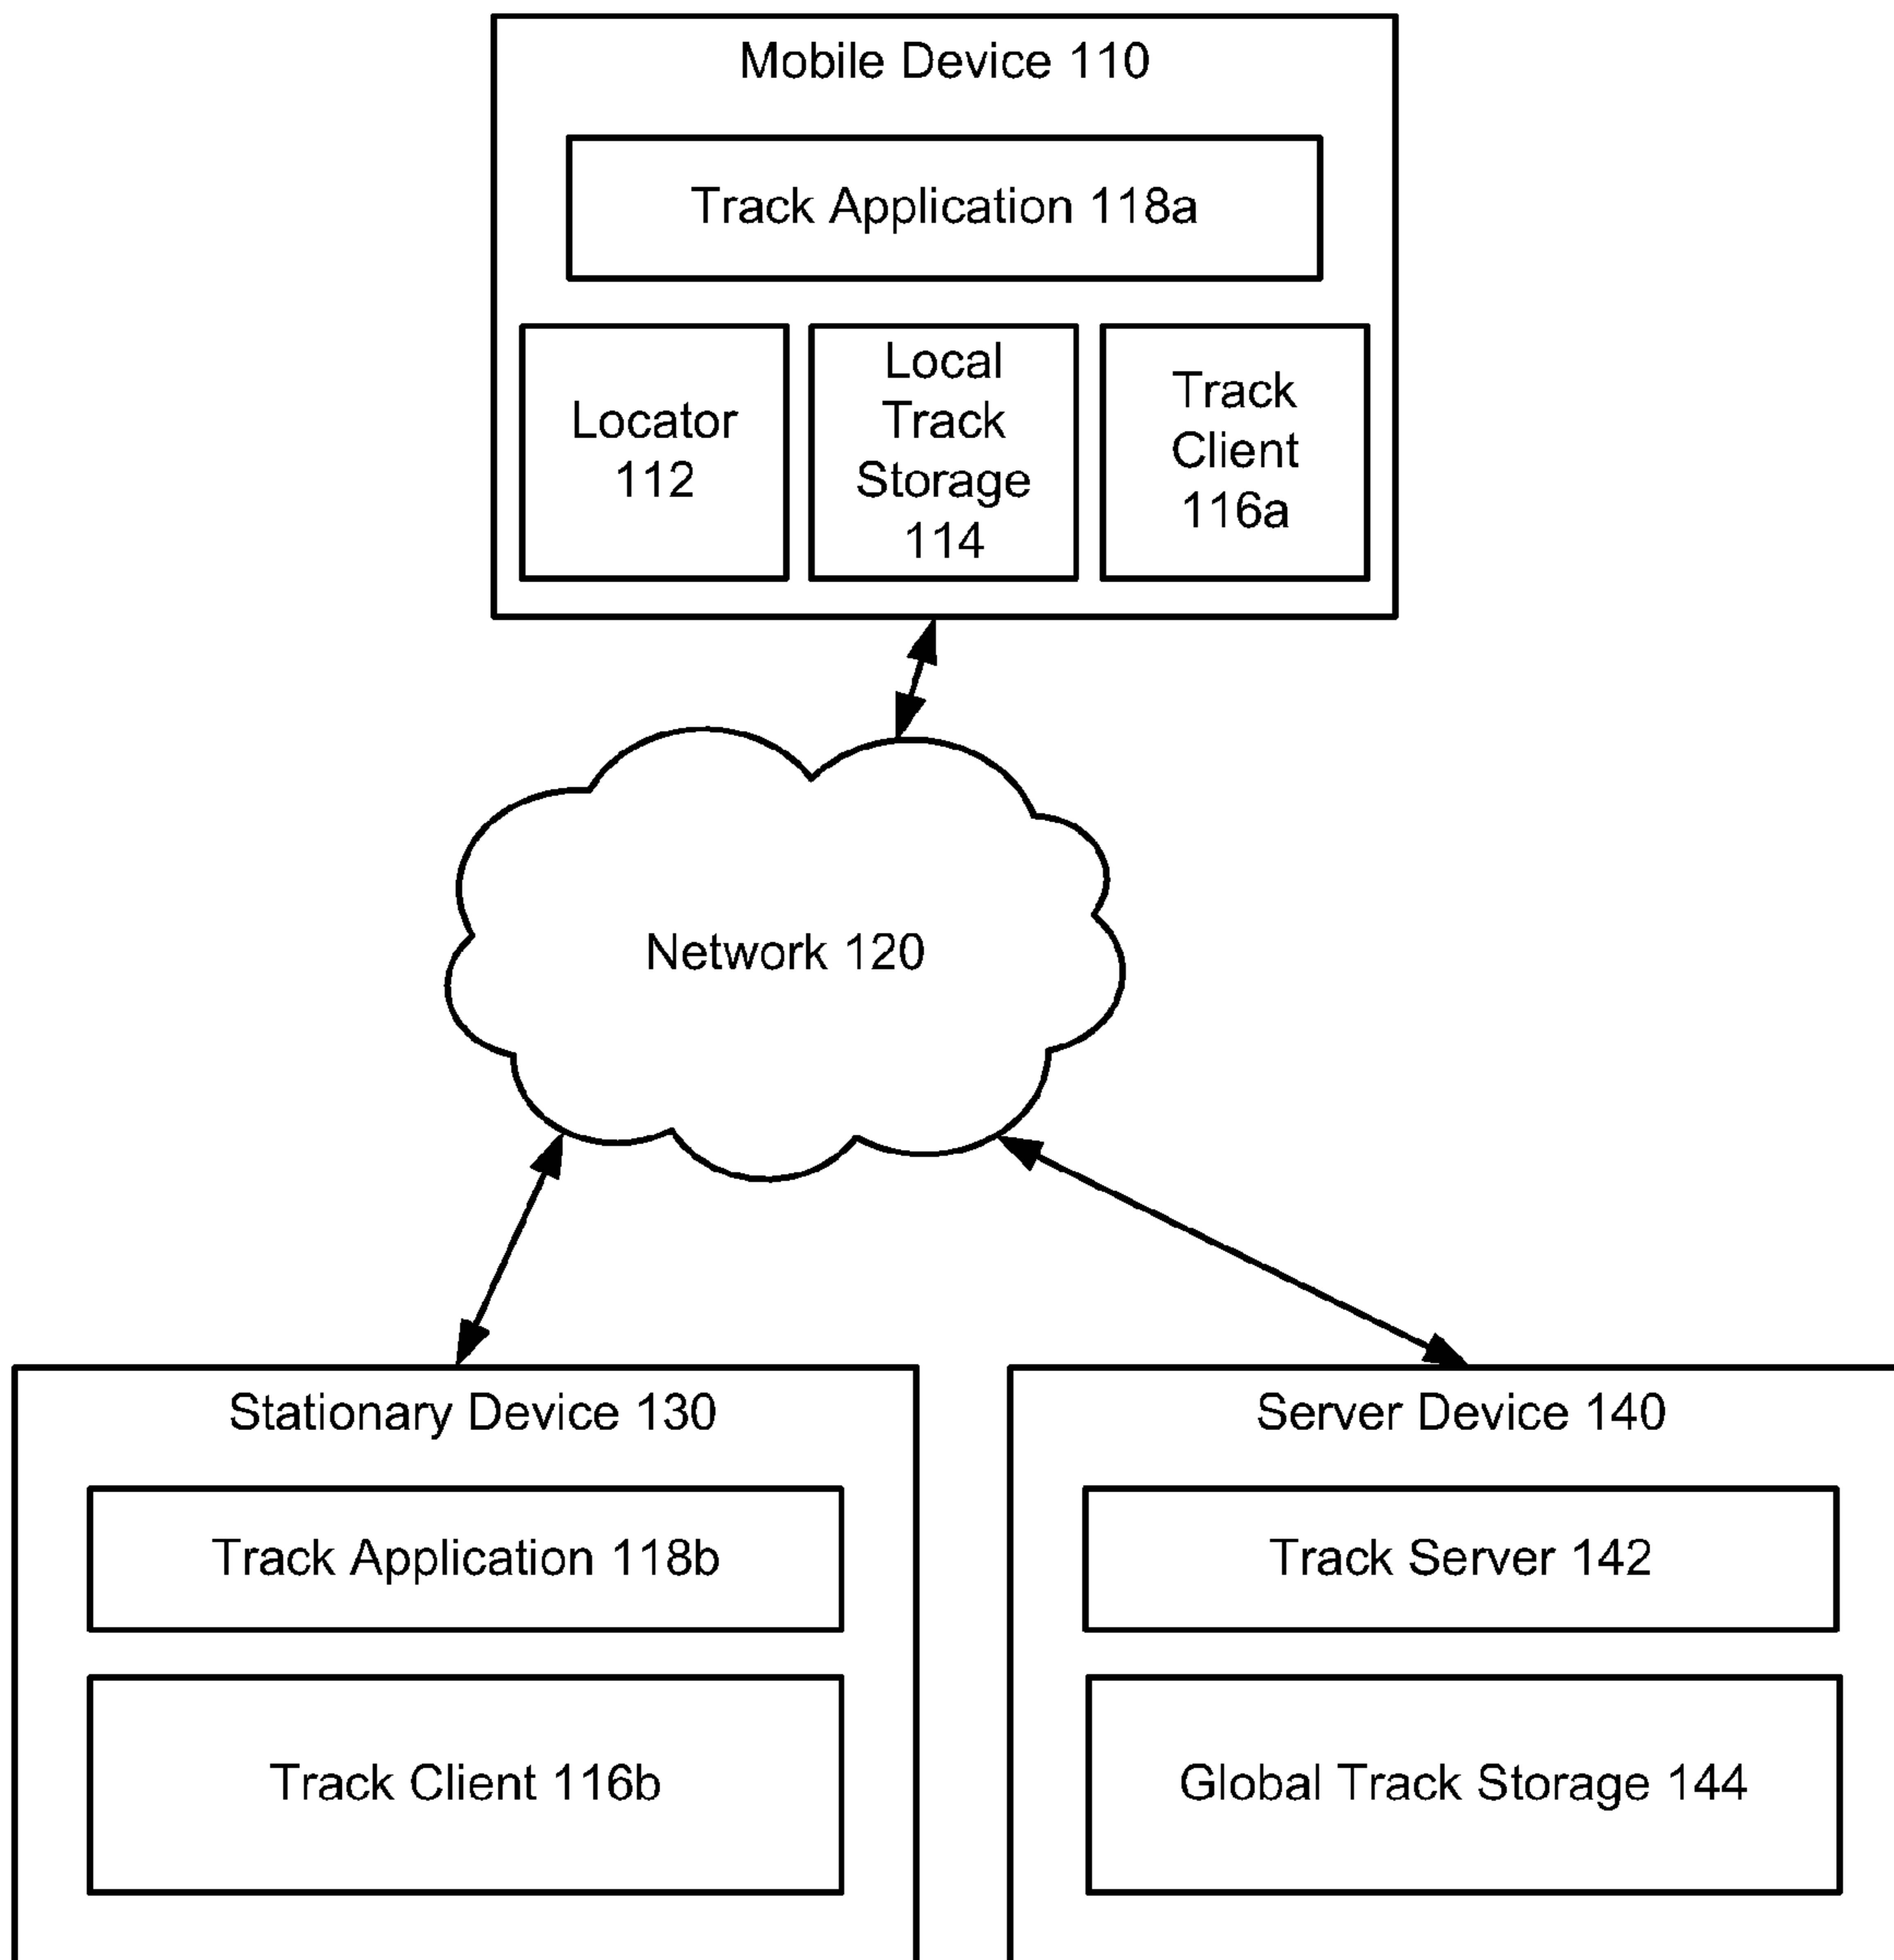 Mobile Device 110
Track Application 118a
Locator
112
Local
Track
Storage
114
Track
Client
116a
Network 120
Stationary Device 130
Track Application 118b
Track Client 116b
Server Device 140
Track Server 142
Global Track Storage 144